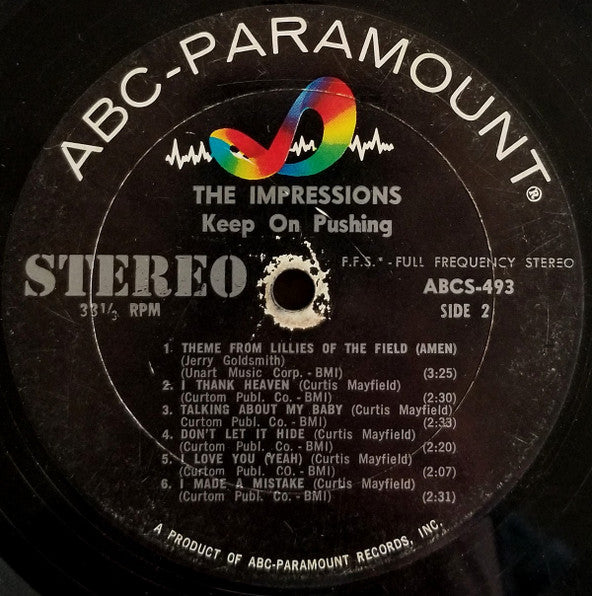 ABC-PARAMOUNT®
THE IMPRESSIONS
Keep On Pushing
STEREO
F.F.S.* - FULL FREQUENCY STEREO
33 1/3 RPM
ABCS-493
SIDE 2
1. THEME FROM LILLIES OF THE FIELD (AMEN)
(Jerry Goldsmith)
(Unart Music Corp. - BMI) (3:25)
2. I THANK HEAVEN (Curtis Mayfield)
(Curtom Publ. Co. - BMI) (2:30)
3. TALKING ABOUT MY BABY (Curtis Mayfield)
Curtom Publ. CO. - BMI) (2:33)
4. DON'T LET IT HIDE (Curtis Mayfield)
(Curtom Publ. Co. - BMI) (2:20)
5. I LOVE YOU (YEAH) (Curtis Mayfield)
(Curtom Publ. CO. - BMI) (2:07)
6. I MADE A MISTAKE (Curtis Mayfield)
(Curtom Publ. Co. - BMI) (2:31)
A PRODUCT OF ABC-PARAMOUNT RECORDS, INC.